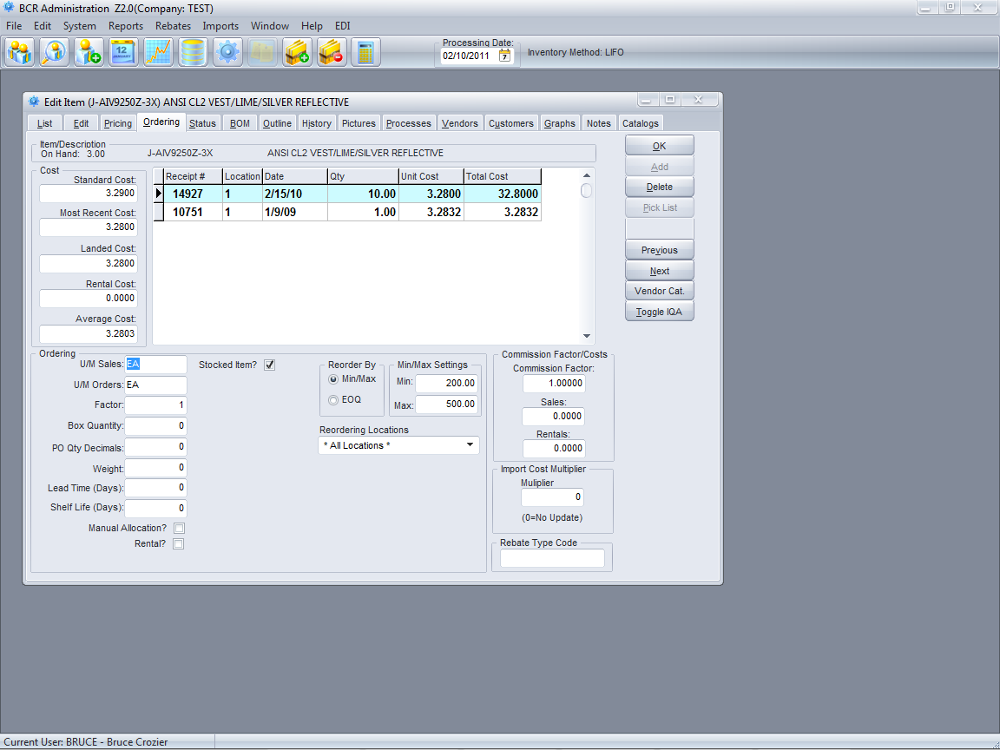 BCR Administration Z2.0(Company: TEST)
File Edit System Reports Rebates Imports Window Help EDI
12
Processing Date:
02/10/2011 7
Inventory Method: LIFO
Edit Item (J-AIV9250Z-3X) ANSI CL2 VEST/LIME/SILVER REFLECTIVE
List Edit Pricing Ordering Status BOM Outline History Pictures Processes Vendors Customers Graphs Notes Catalogs
Item/Description
On Hand: 3.00 J-AIV9250Z-3X ANSI CL2 VEST/LIME/SILVER REFLECTIVE
Cost
Standard Cost:
3.2900
Most Recent Cost:
3.2800
Landed Cost:
3.2800
Rental Cost:
0.0000
Average Cost:
3.2803
Receipt # Location Date Qty Unit Cost Total Cost
14927 1 2/15/10 10.00 3.2800 32.8000
10751 1 1/9/09 1.00 3.2832 3.2832
OK
Add
Delete
Pick List
Previous
Next
Vendor Cat.
Toggle IQA
Ordering
U/M Sales: EA
U/M Orders: EA
Factor: 1
Box Quantity: 0
PO Qty Decimals: 0
Weight: 0
Lead Time (Days): 0
Shelf Life (Days): 0
Manual Allocation?
Rental?
Stocked Item?
Reorder By
Min/Max
EOQ
Min/Max Settings
Min: 200.00
Max: 500.00
Reordering Locations
* All Locations *
Commission Factor/Costs
Commission Factor:
1.00000
Sales:
0.0000
Rentals:
0.0000
Import Cost Multiplier
Muliplier
0
(0=No Update)
Rebate Type Code
Current User: BRUCE - Bruce Crozier